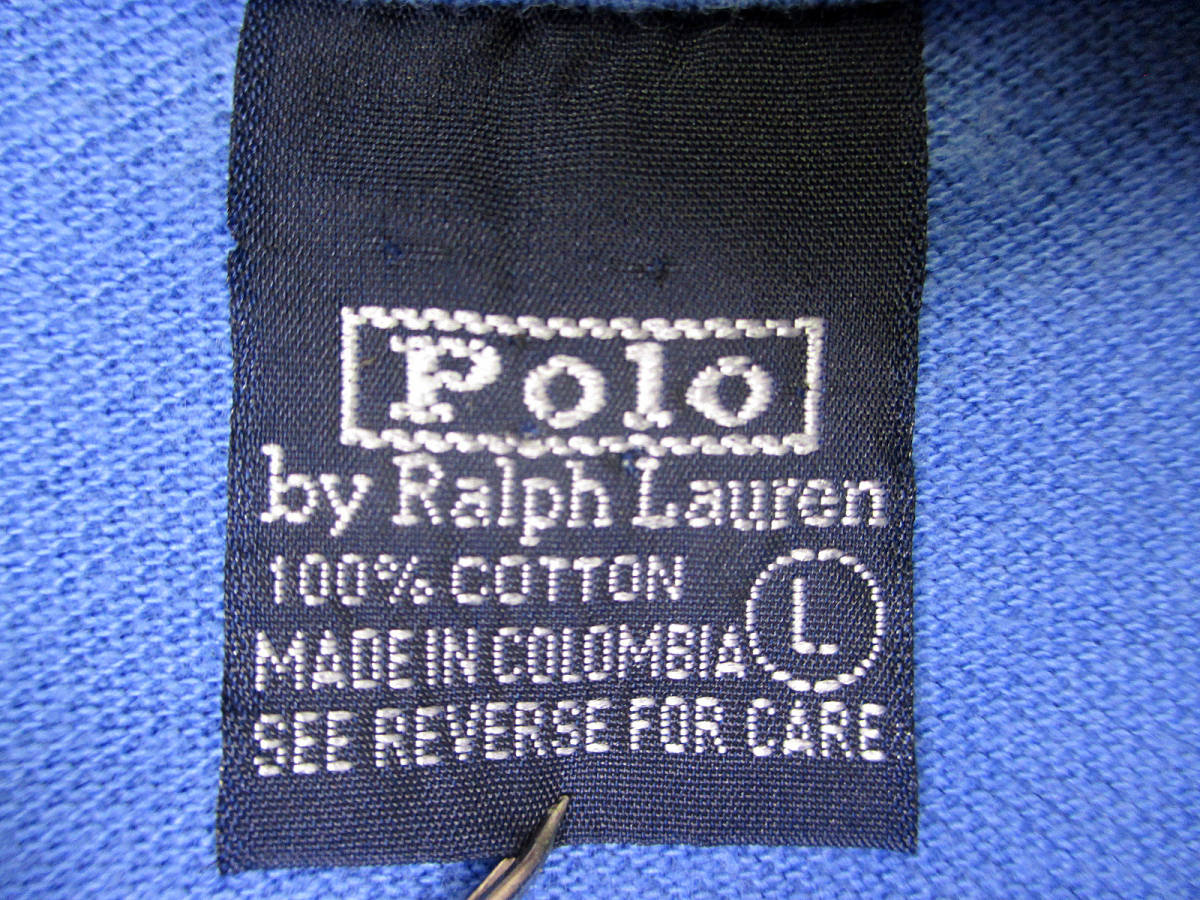 Polo
by Ralph Lauren
100% COTTON
L
MADE IN COLOMBIA
SEE REVERSE FOR CARE